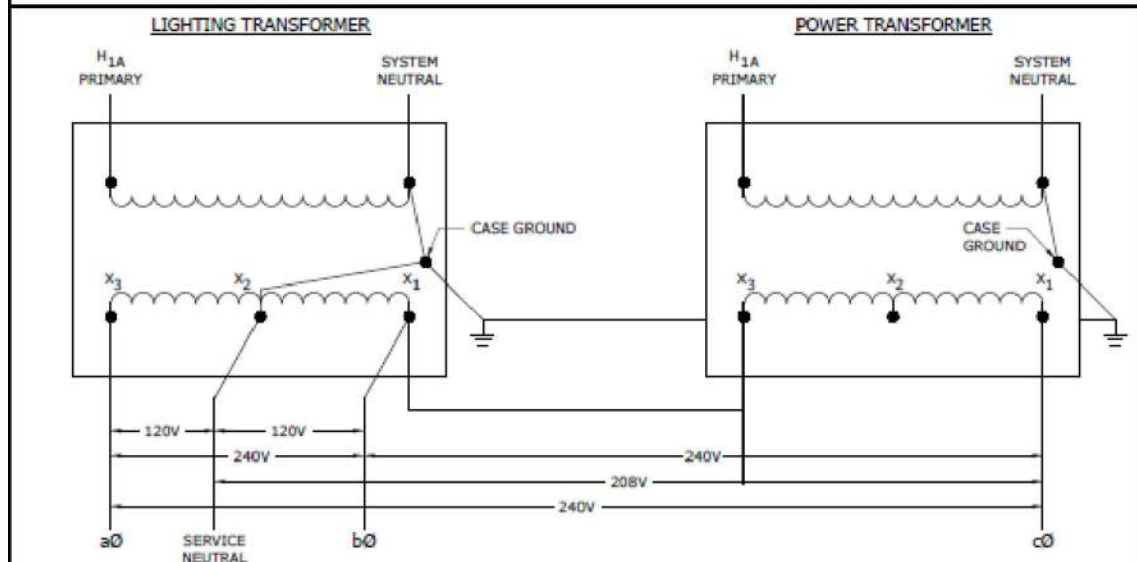 LIGHTING TRANSFORMER
POWER TRANSFORMER
H1A
PRIMARY
SYSTEM
NEUTRAL
H1A
PRIMARY
SYSTEM
NEUTRAL
CASE GROUND
CASE
GROUND
X3
X2
X1
X3
X2
X1
120V
120V
240V
240V
208V
240V
aØ
SERVICE
NEUTRAL
bØ
cØ